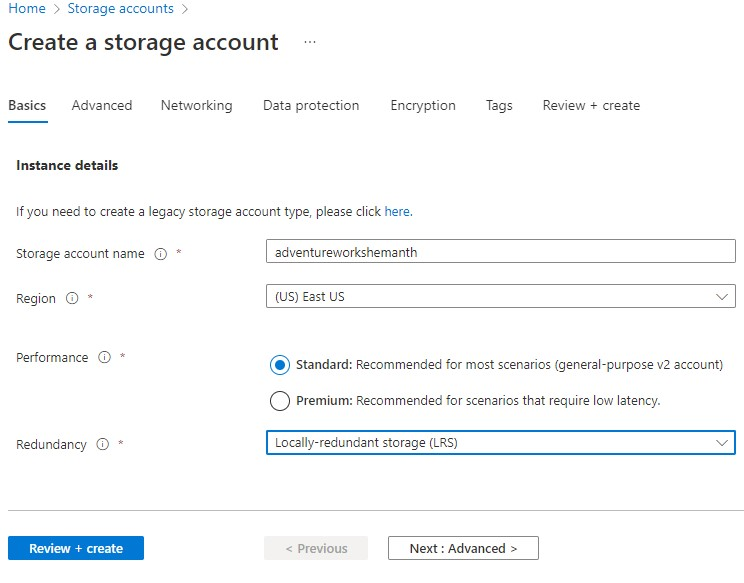 Home > Storage accounts >
Create a storage account ...
Basics Advanced Networking Data protection Encryption Tags Review + create
Instance details
If you need to create a legacy storage account type, please click here.
Storage account name * adventureworkshemanth
Region * (US) East US
Performance * Standard: Recommended for most scenarios (general-purpose v2 account)
Premium: Recommended for scenarios that require low latency.
Redundancy * Locally-redundant storage (LRS)
Review + create < Previous Next : Advanced >